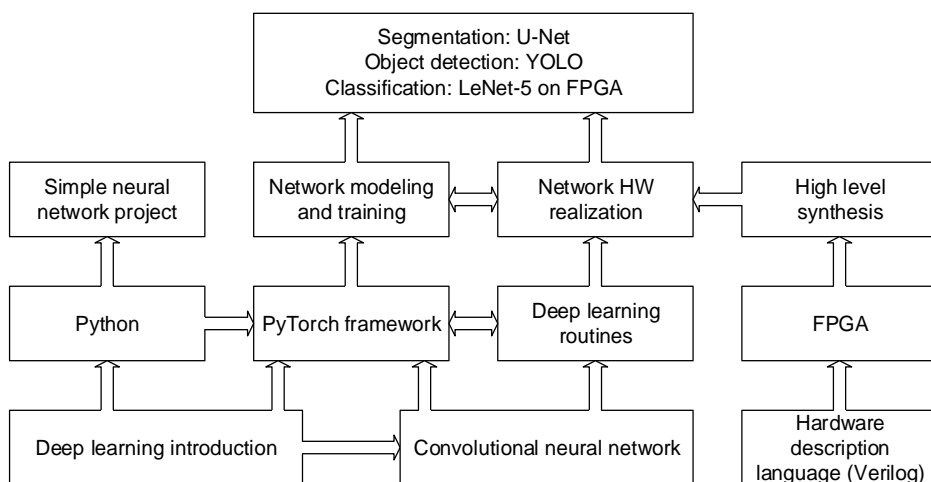 Segmentation: U-Net
Object detection: YOLO
Classification: LeNet-5 on FPGA
Simple neural
network project
Network modeling
and training
Network HW
realization
High level
synthesis
Python
PyTorch framework
Deep learning
routines
FPGA
Deep learning introduction
Convolutional neural network
Hardware
description
language (Verilog)